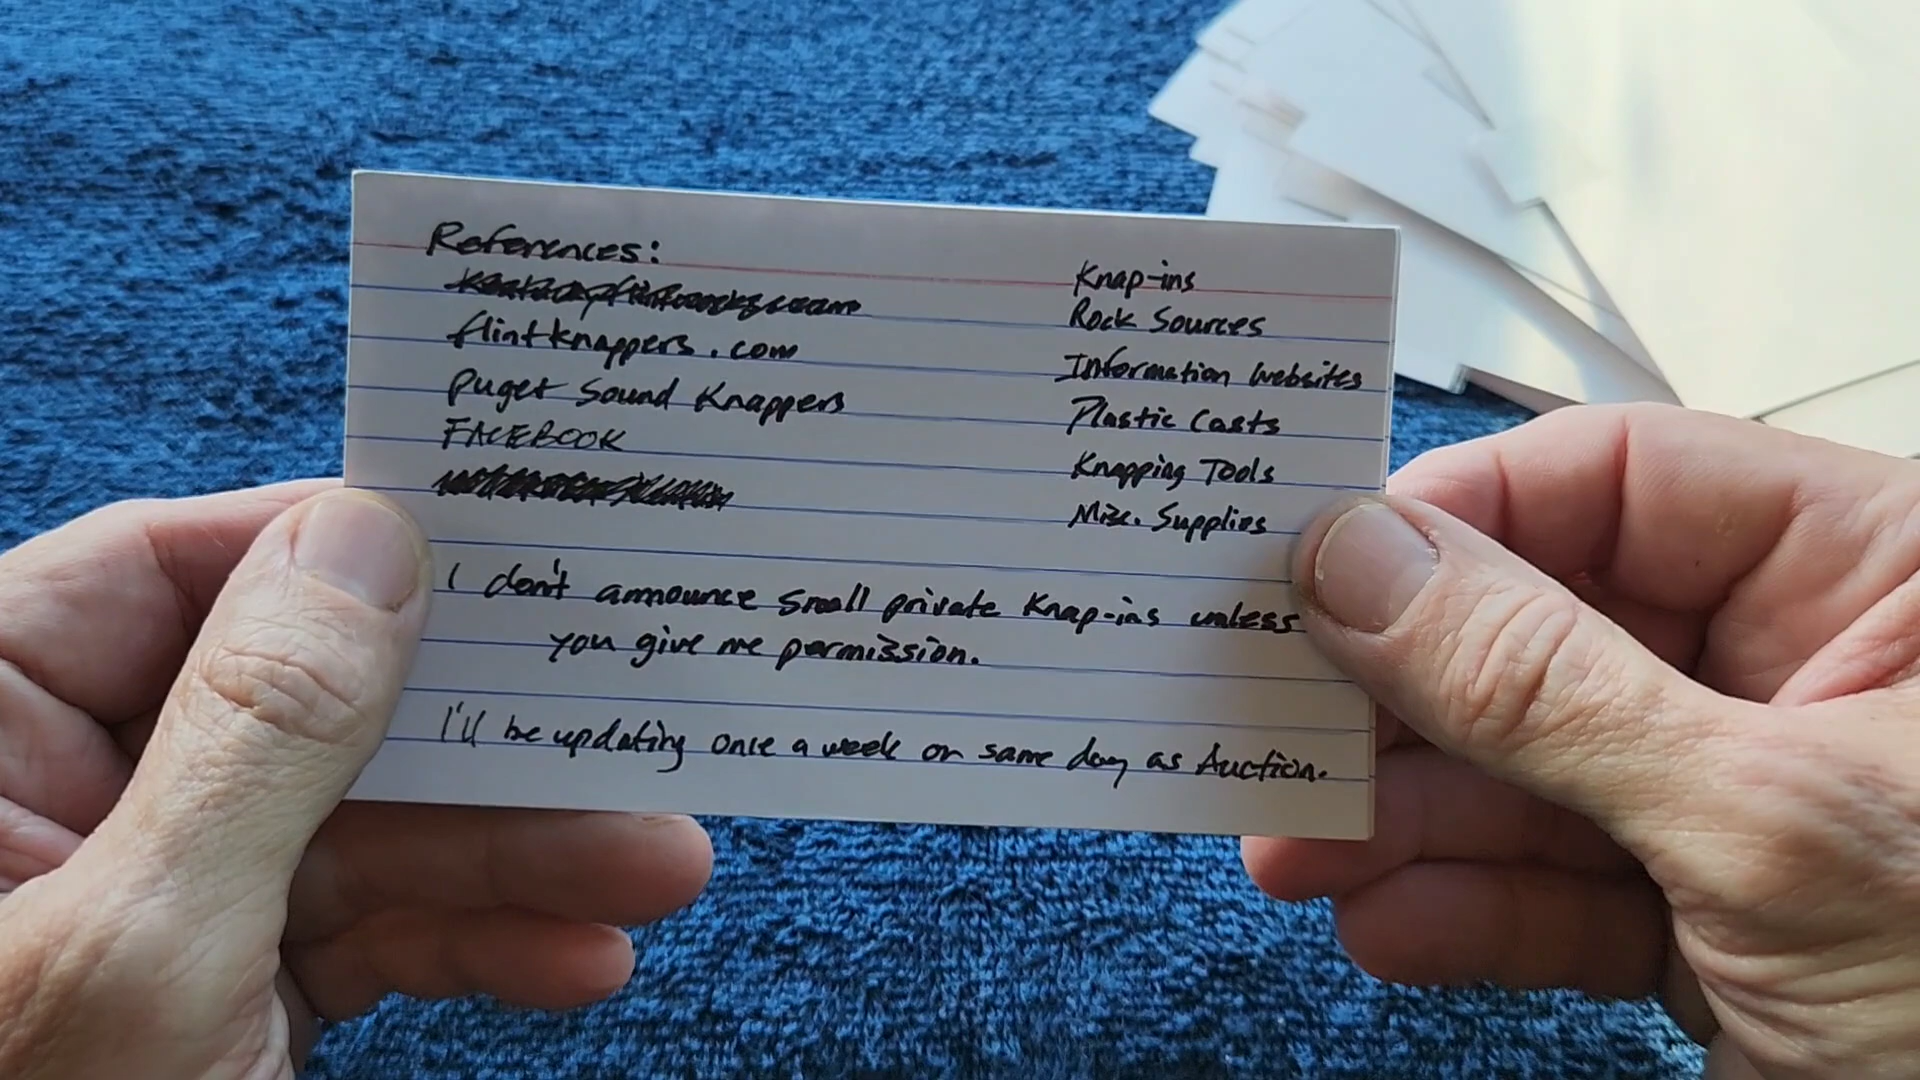 References:
flintknappers.com
Puget Sound Knappers
FACEBOOK
Knap-ins
Rock Sources
Information Websites
Plastic Casts
Knapping Tools
Misc. Supplies
I don't announce small private Knap-ins unless
you give me permission.
I'll be updating once a week on same day as Auction.